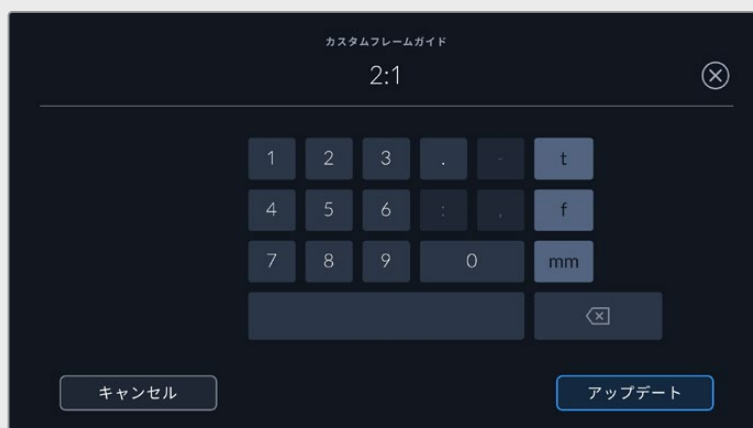 カスタムフレームガイド
2:1
1 2 3 . - t
4 5 6 : , f
7 8 9 0 mm
キャンセル アップデート